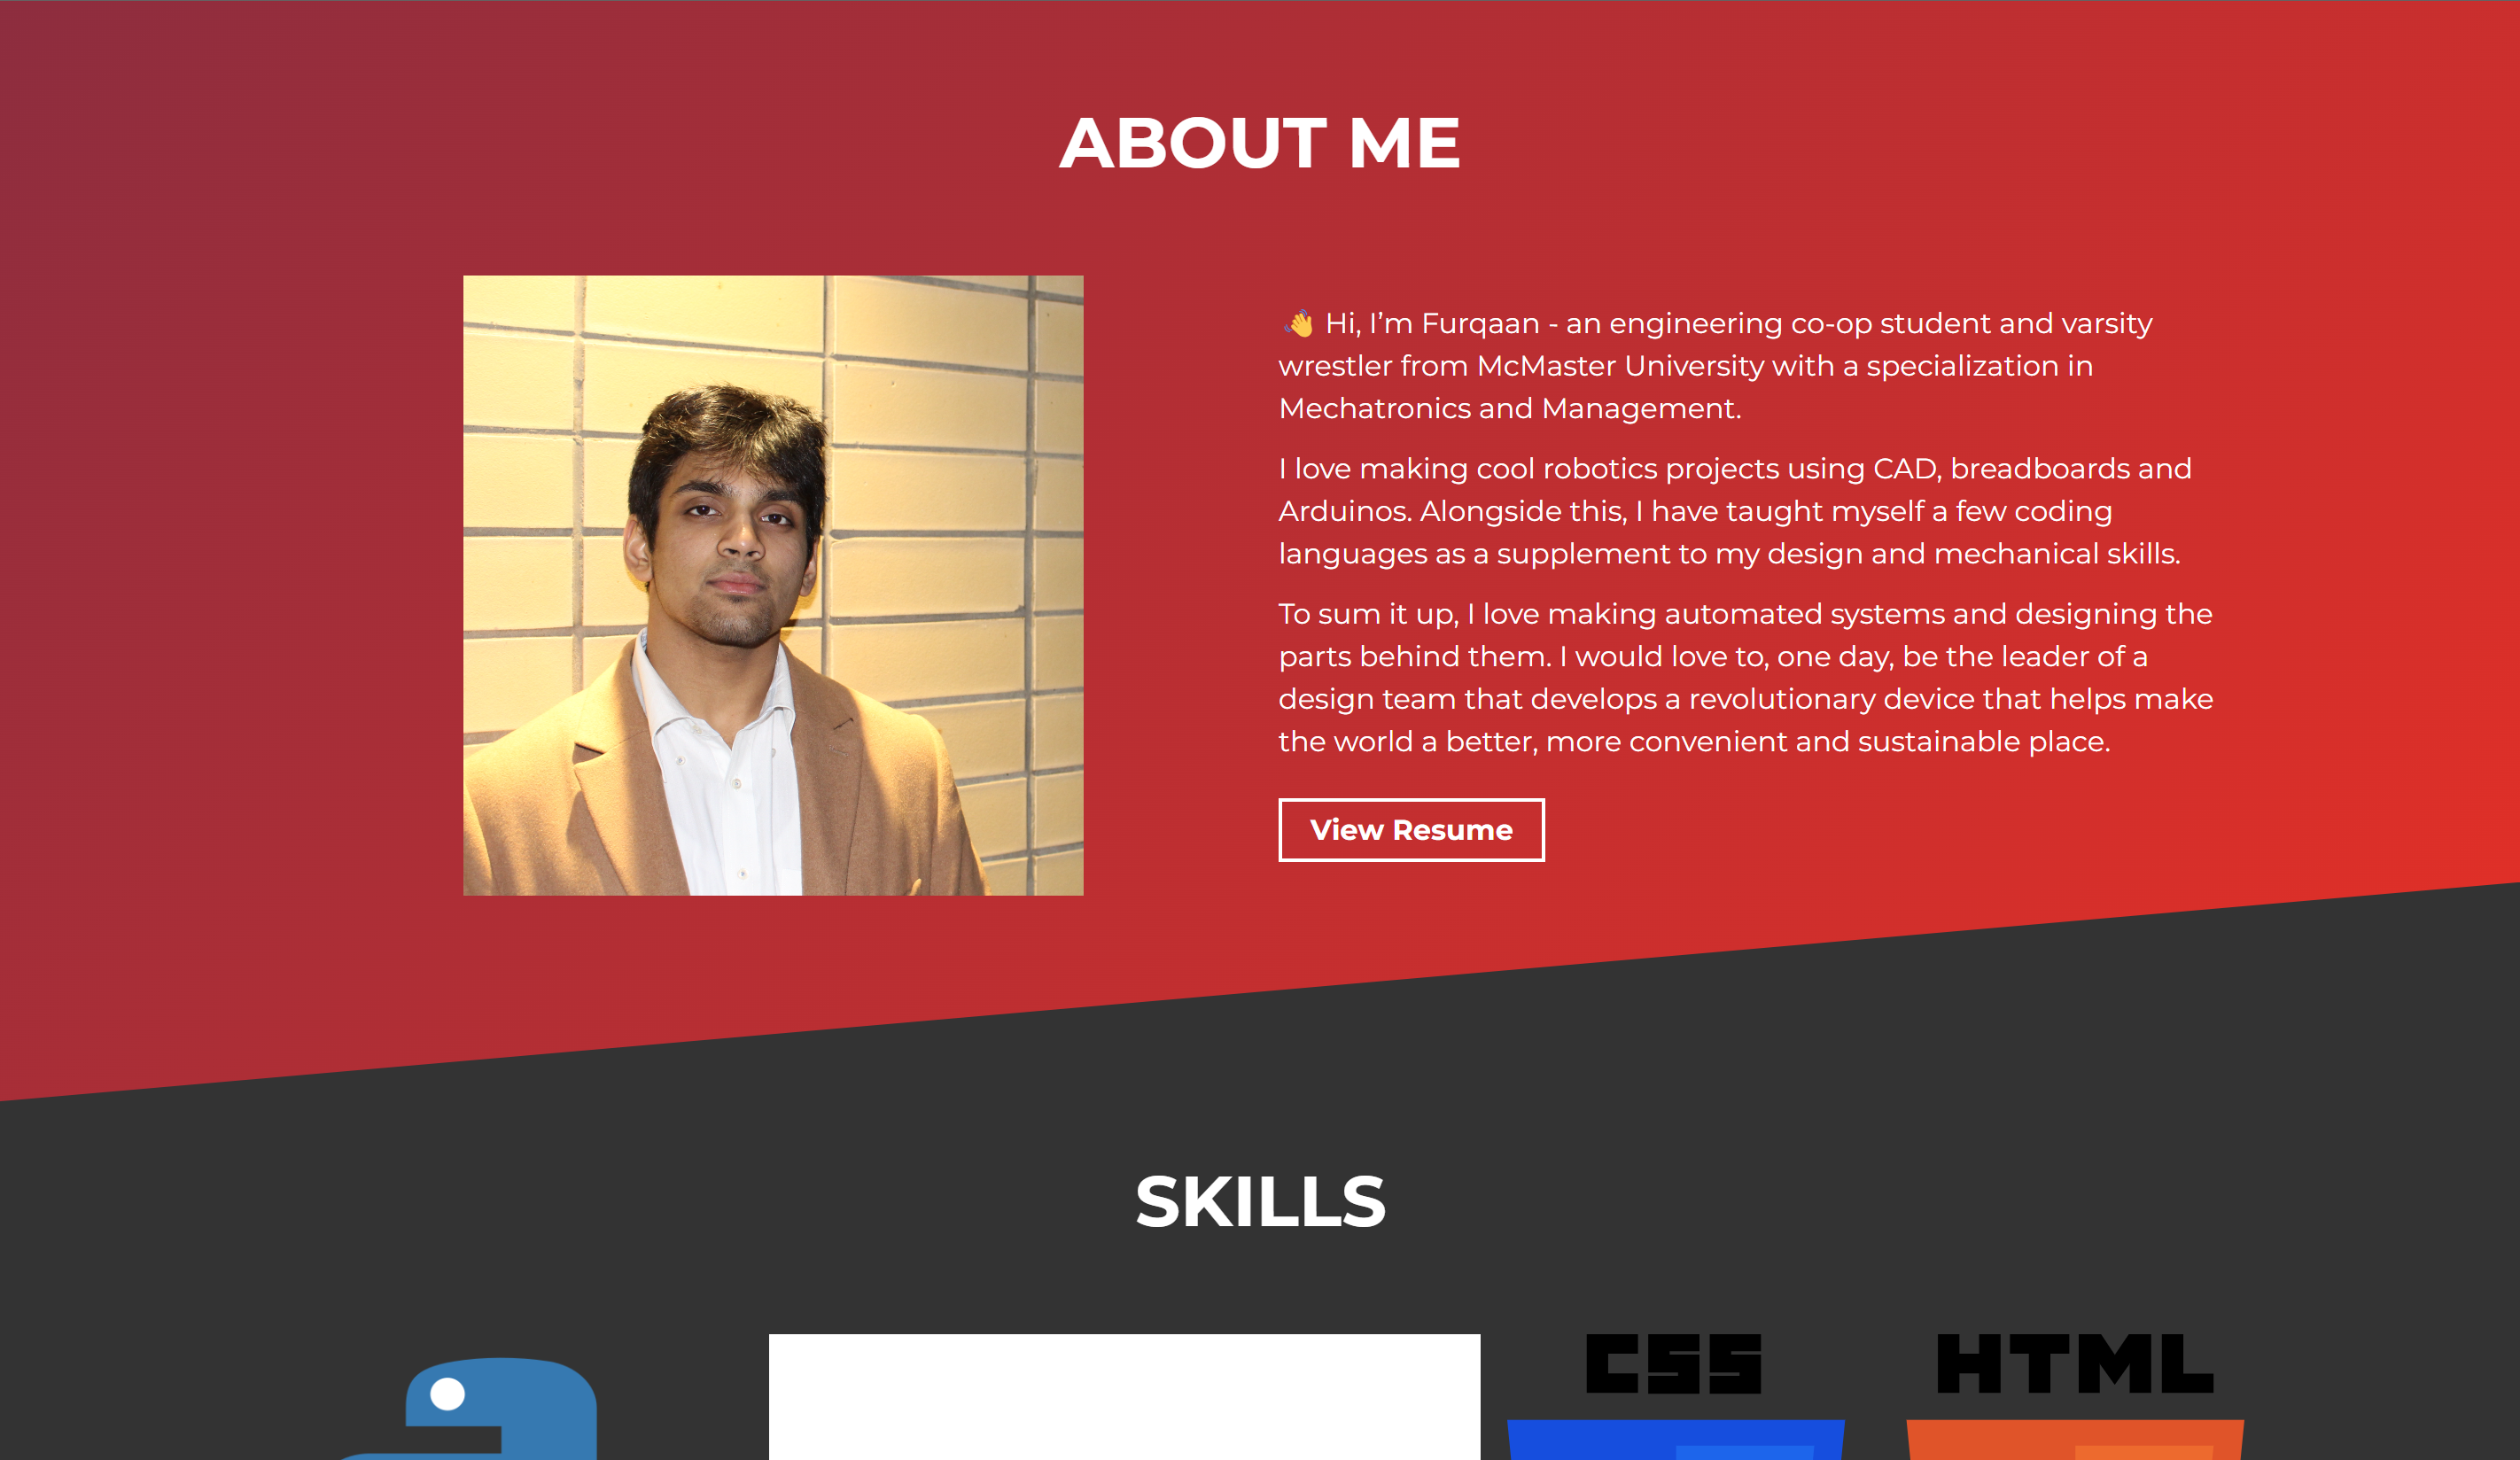 ABOUT ME
👋 Hi, I’m Furqaan - an engineering co-op student and varsity
wrestler from McMaster University with a specialization in
Mechatronics and Management.
I love making cool robotics projects using CAD, breadboards and
Arduinos. Alongside this, I have taught myself a few coding
languages as a supplement to my design and mechanical skills.
To sum it up, I love making automated systems and designing the
parts behind them. I would love to, one day, be the leader of a
design team that develops a revolutionary device that helps make
the world a better, more convenient and sustainable place.
View Resume
SKILLS
CSS
HTML